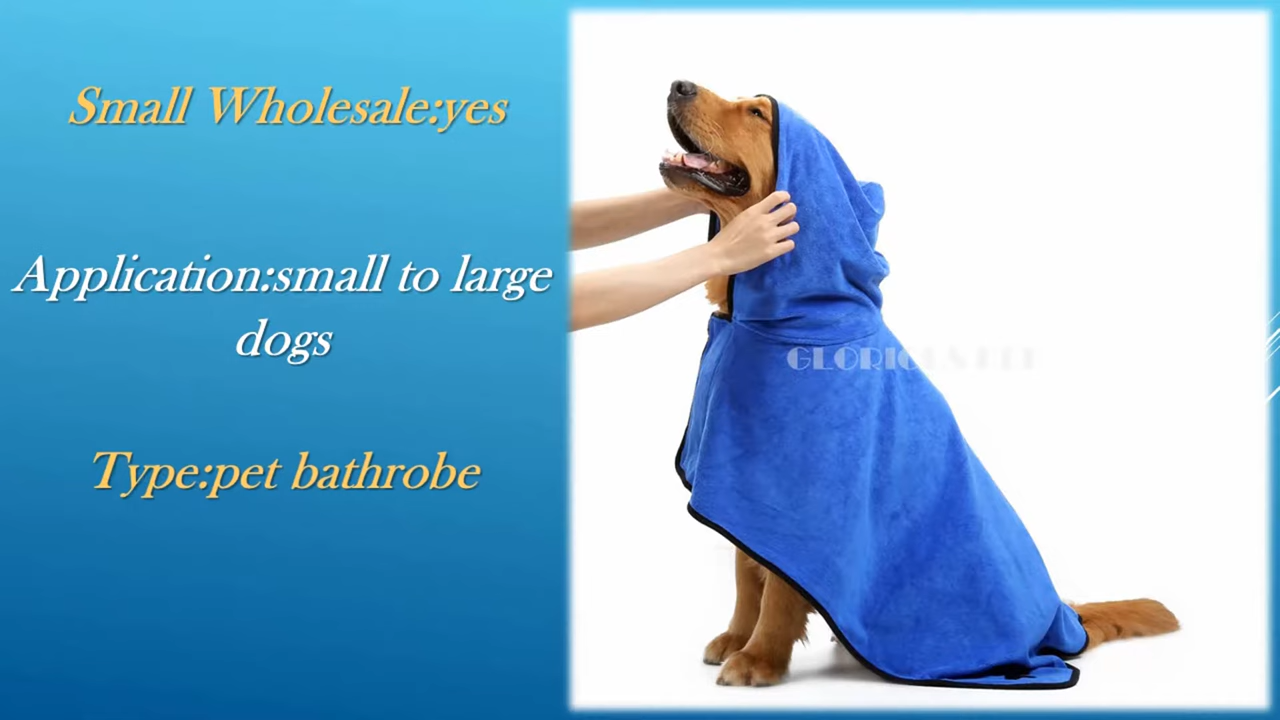 Small Wholesale:yes
Application:small to large
dogs
Type:pet bathrobe